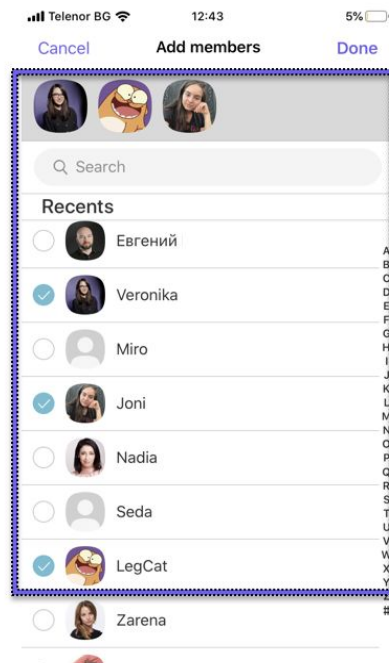 Telenor BG 12:43 5%
Cancel Add members Done
Search
Recents
Евгений
Veronika
Miro
Joni
Nadia
Seda
LegCat
Zarena
A
B
C
D
E
F
G
H
I
J
K
L
M
N
O
P
Q
R
S
T
U
V
W
X
Y
Z
#